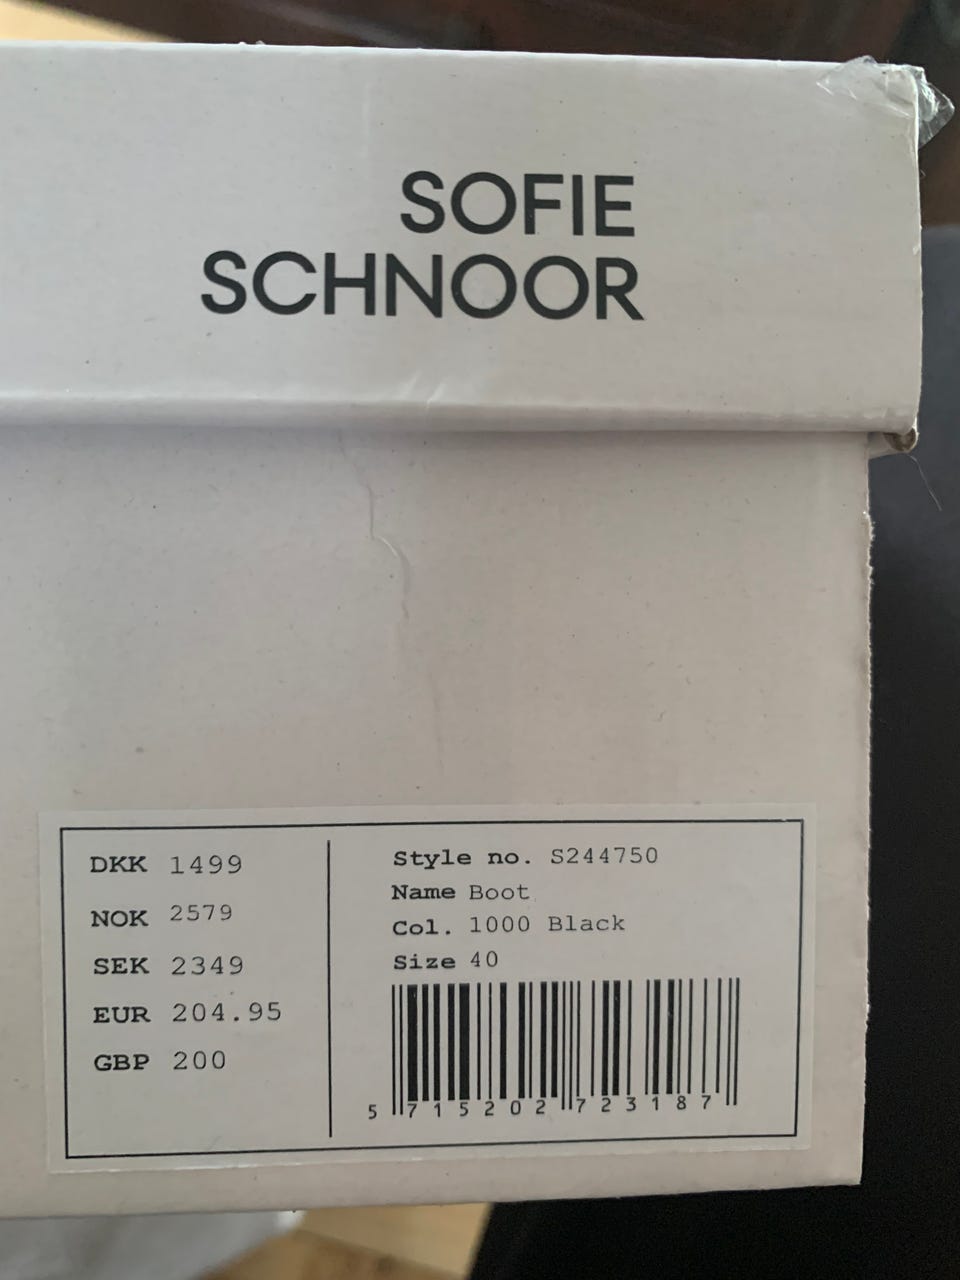 SOFIE
SCHNOOR
DKK 1499
NOK 2579
SEK 2349
EUR 204.95
GBP 200
Style no. S244750
Name Boot
Col. 1000 Black
Size 40
5 715202 723187